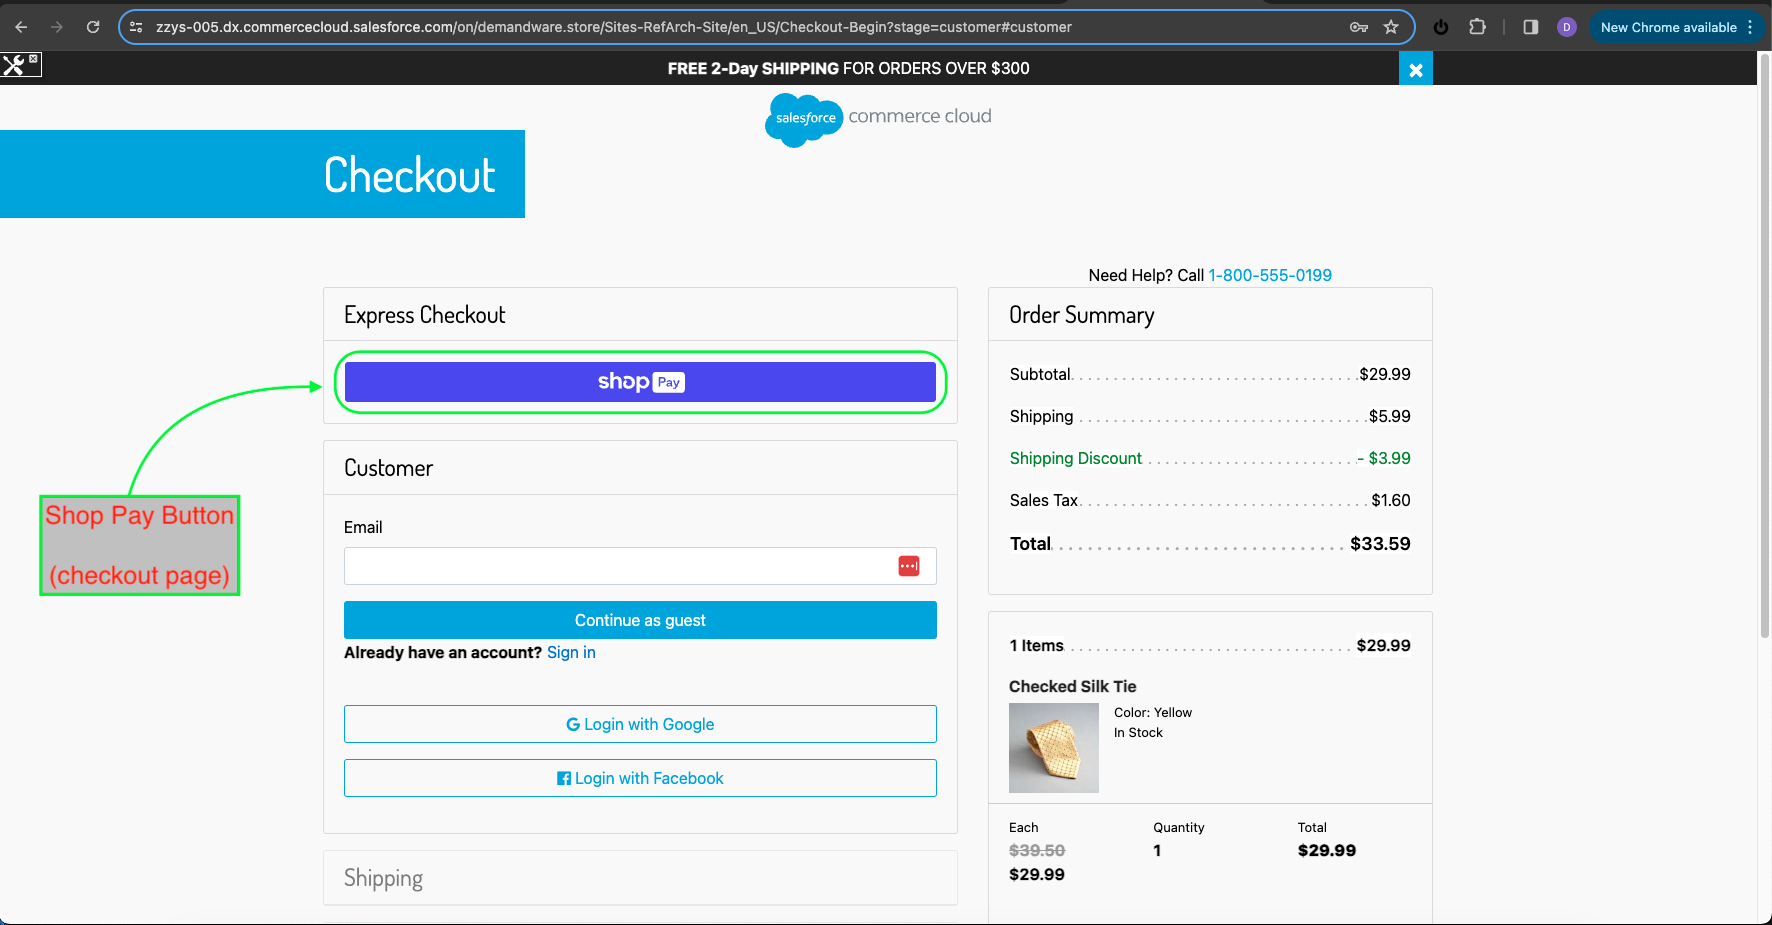 zzys-005.dx.commercecloud.salesforce.com/on/demandware.store/Sites-RefArch-Site/en_US/Checkout-Begin?stage=customer#customer
D
New Chrome available
FREE 2-Day SHIPPING FOR ORDERS OVER $300
salesforce commerce cloud
Checkout
Need Help? Call 1-800-555-0199
Express Checkout
shop Pay
Shop Pay Button
(checkout page)
Customer
Email
Continue as guest
Already have an account? Sign in
Login with Google
Login with Facebook
Shipping
Order Summary
Subtotal $29.99
Shipping $5.99
Shipping Discount - $3.99
Sales Tax $1.60
Total $33.59
1 Items $29.99
Checked Silk Tie
Color: Yellow
In Stock
Each Quantity Total
$39.50 1 $29.99
$29.99